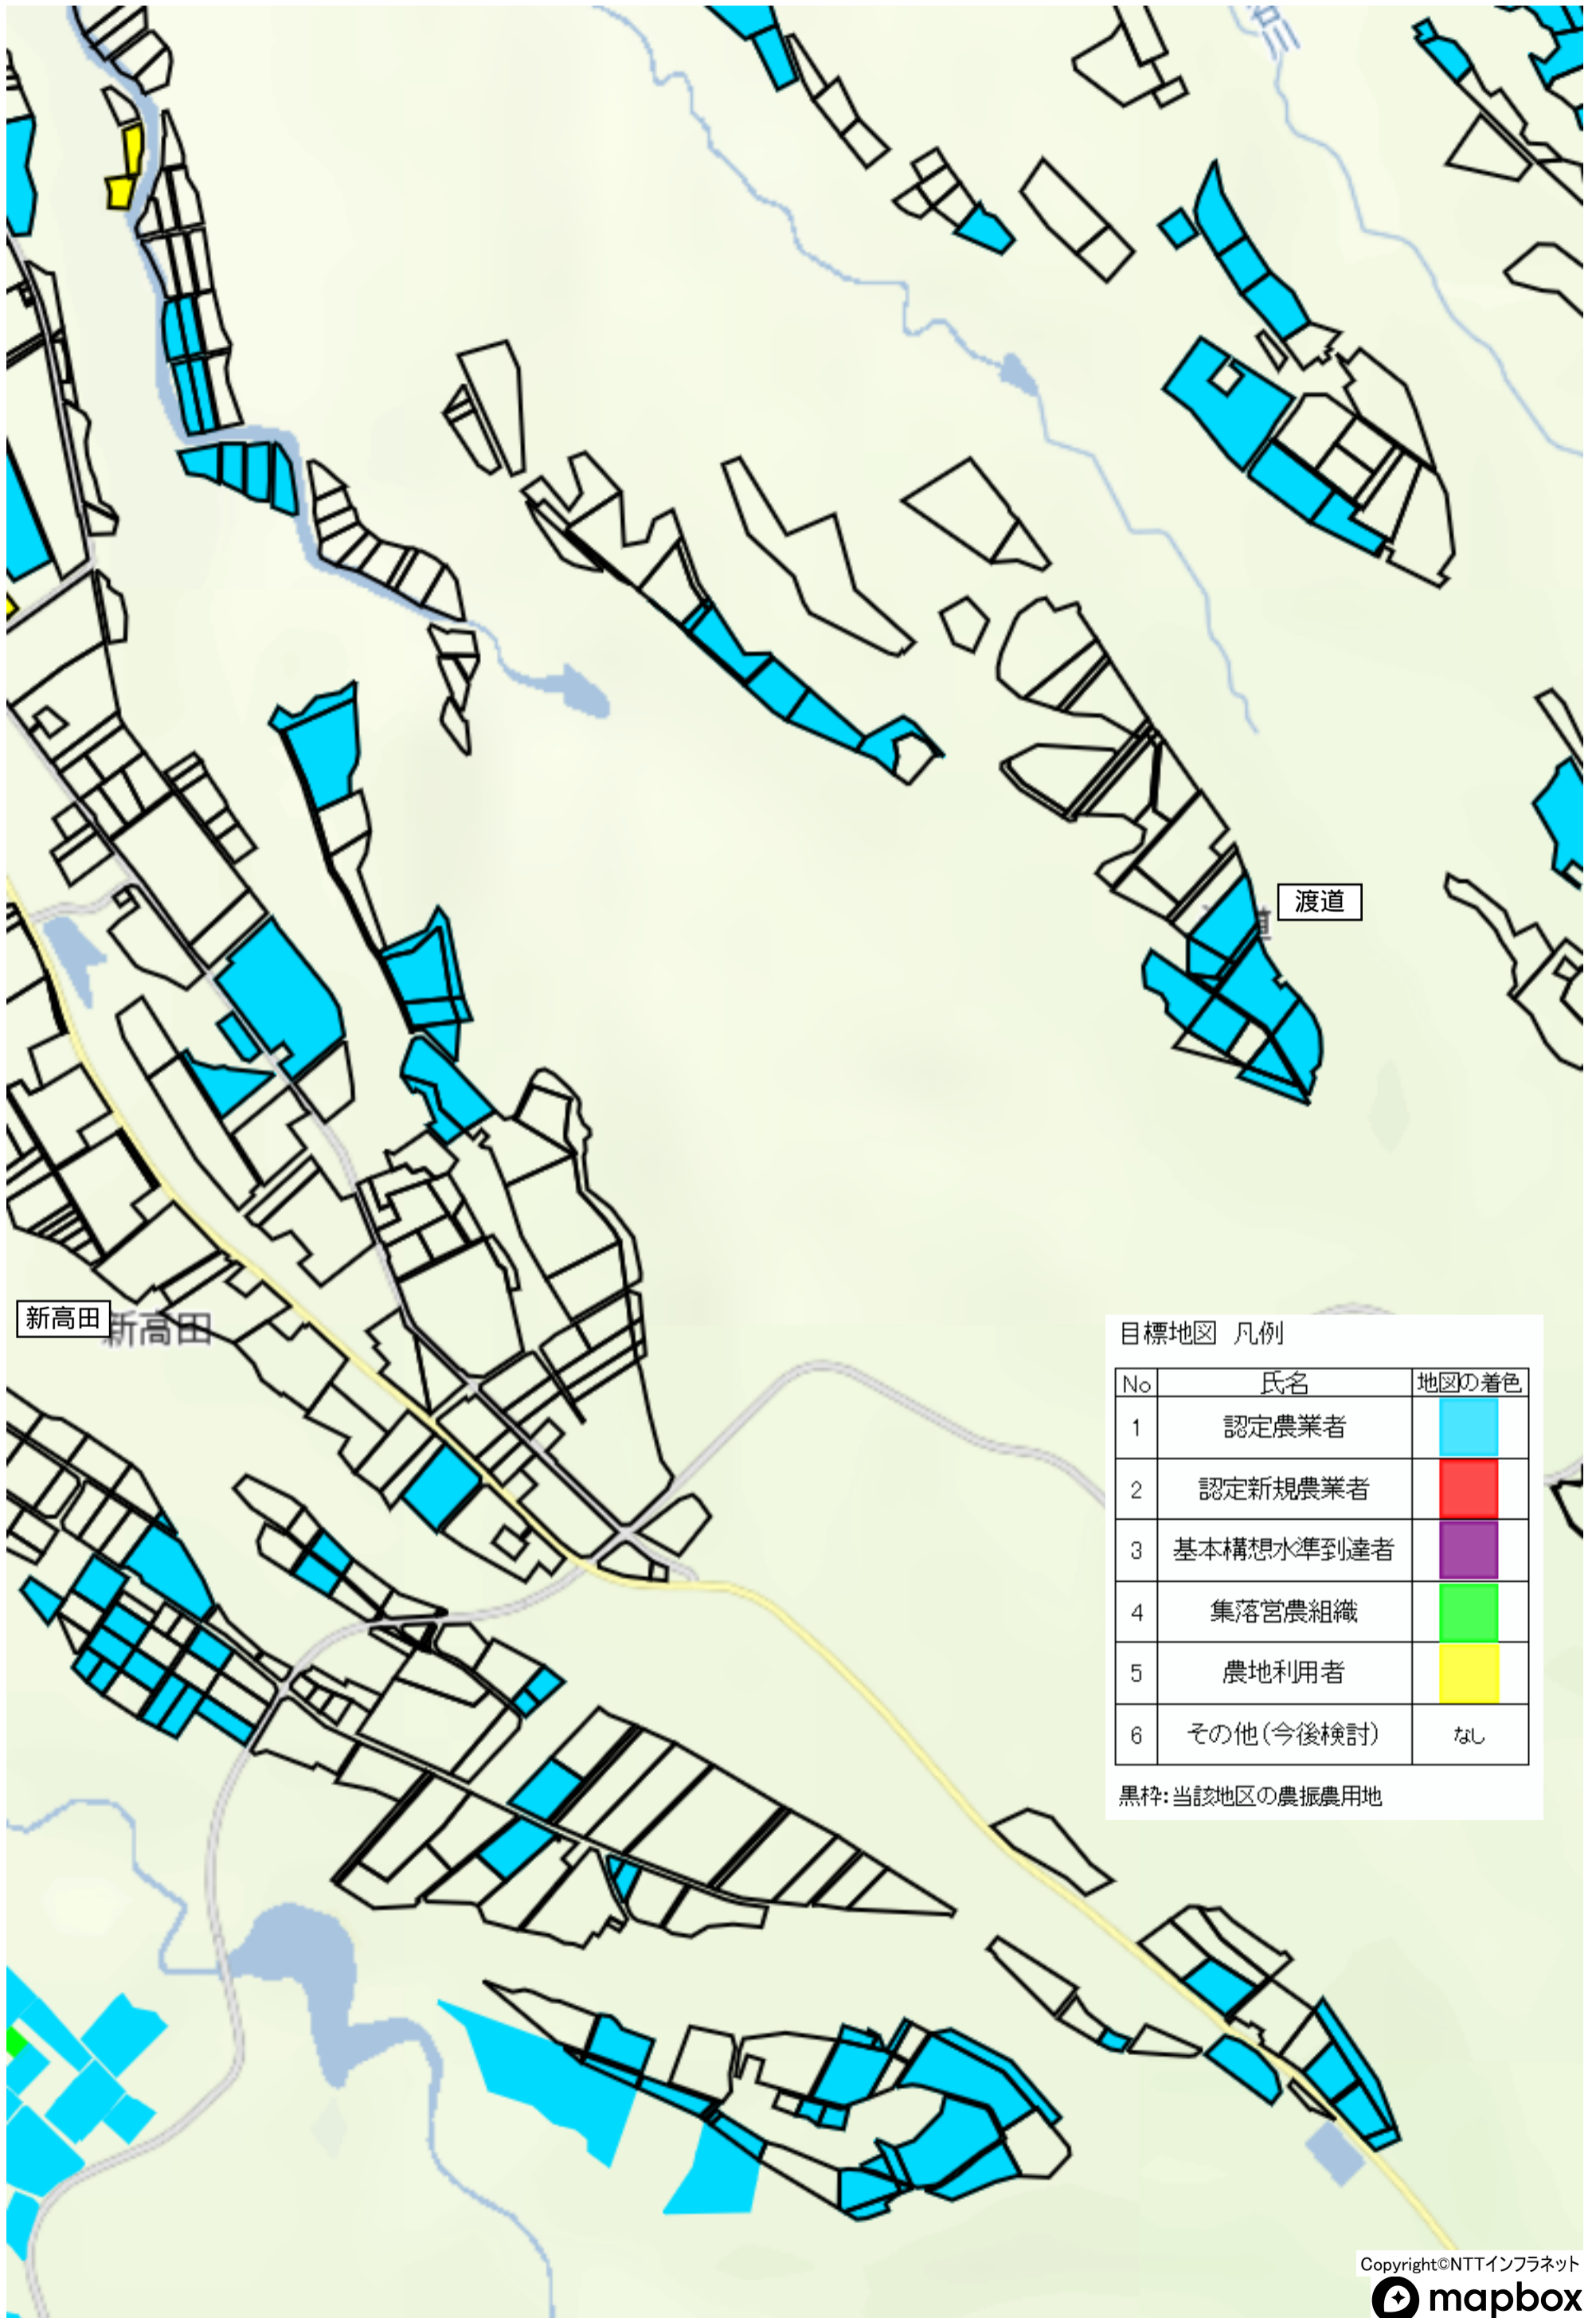 渡道
新高田
新高田
目標地図 凡例
No 氏名 地図の着色
1 認定農業者
2 認定新規農業者
3 基本構想水準到達者
4 集落営農組織
5 農地利用者
6 その他(今後検討) なし
黒枠:当該地区の農振農用地
Copyright©NTTインフラネット
mapbox